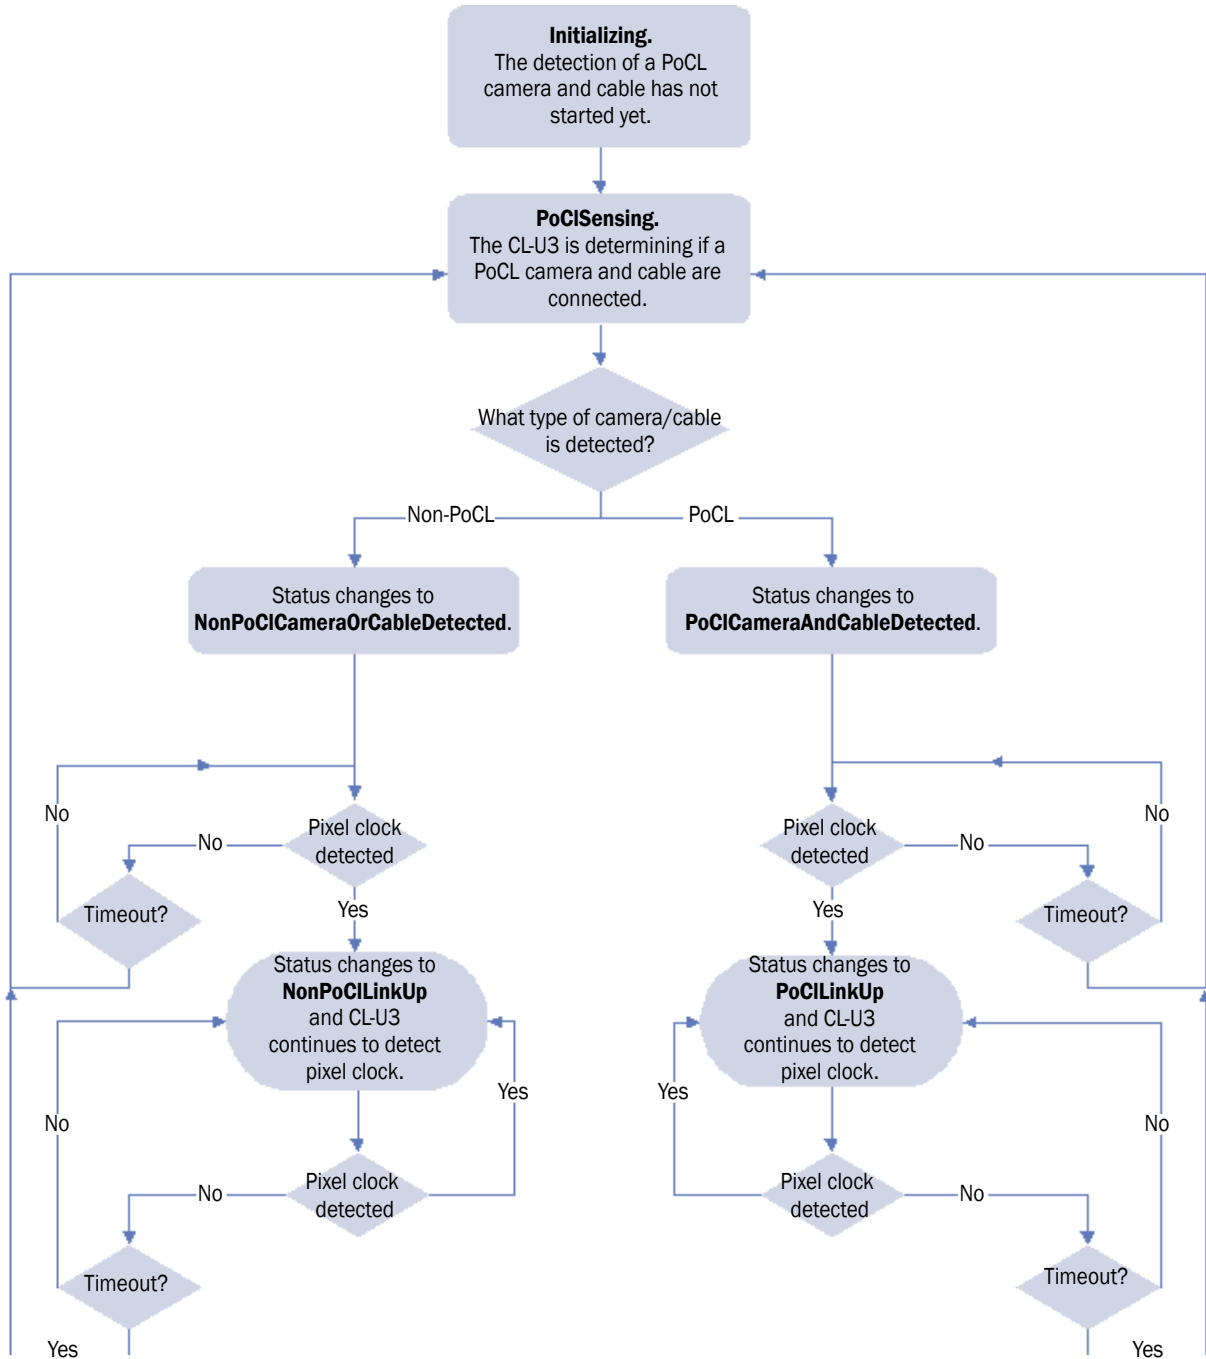 Initializing.
The detection of a PoCL
camera and cable has not
started yet.
PoClSensing.
The CL-U3 is determining if a
PoCL camera and cable are
connected.
What type of camera/cable
is detected?
Non-PoCL
PoCL
Status changes to
NonPoClCameraOrCableDetected.
Status changes to
PoClCameraAndCableDetected.
No
No
Pixel clock
detected
Timeout?
Yes
Pixel clock
detected
No
No
Timeout?
Yes
Status changes to
NonPoClLinkUp
and CL-U3
continues to detect
pixel clock.
Yes
No
Pixel clock
detected
No
Timeout?
Yes
Status changes to
PoClLinkUp
and CL-U3
continues to detect
pixel clock.
Yes
No
Pixel clock
detected
No
Timeout?
Yes